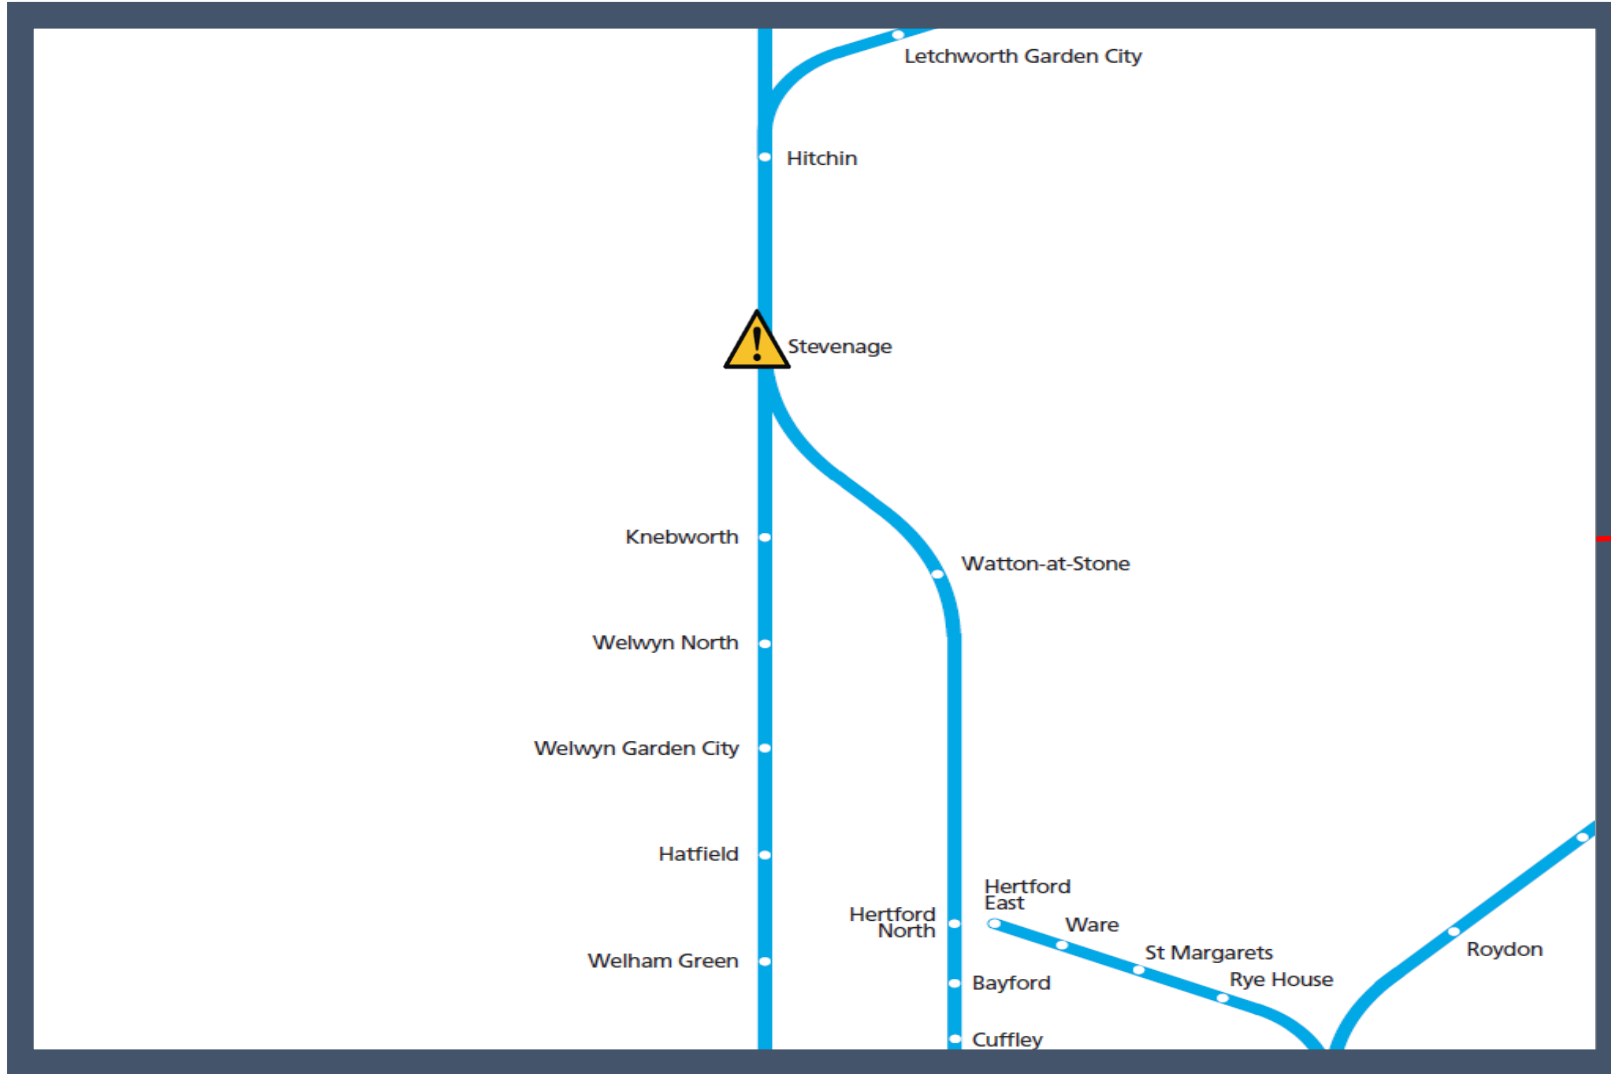 Letchworth Garden City
Hitchin
!
Stevenage
Knebworth
Watton-at-Stone
Welwyn North
Welwyn Garden City
Hatfield
Hertford
East
Hertford
North
Ware
St Margarets
Roydon
Welham Green
Rye House
Bayford
Cuffley